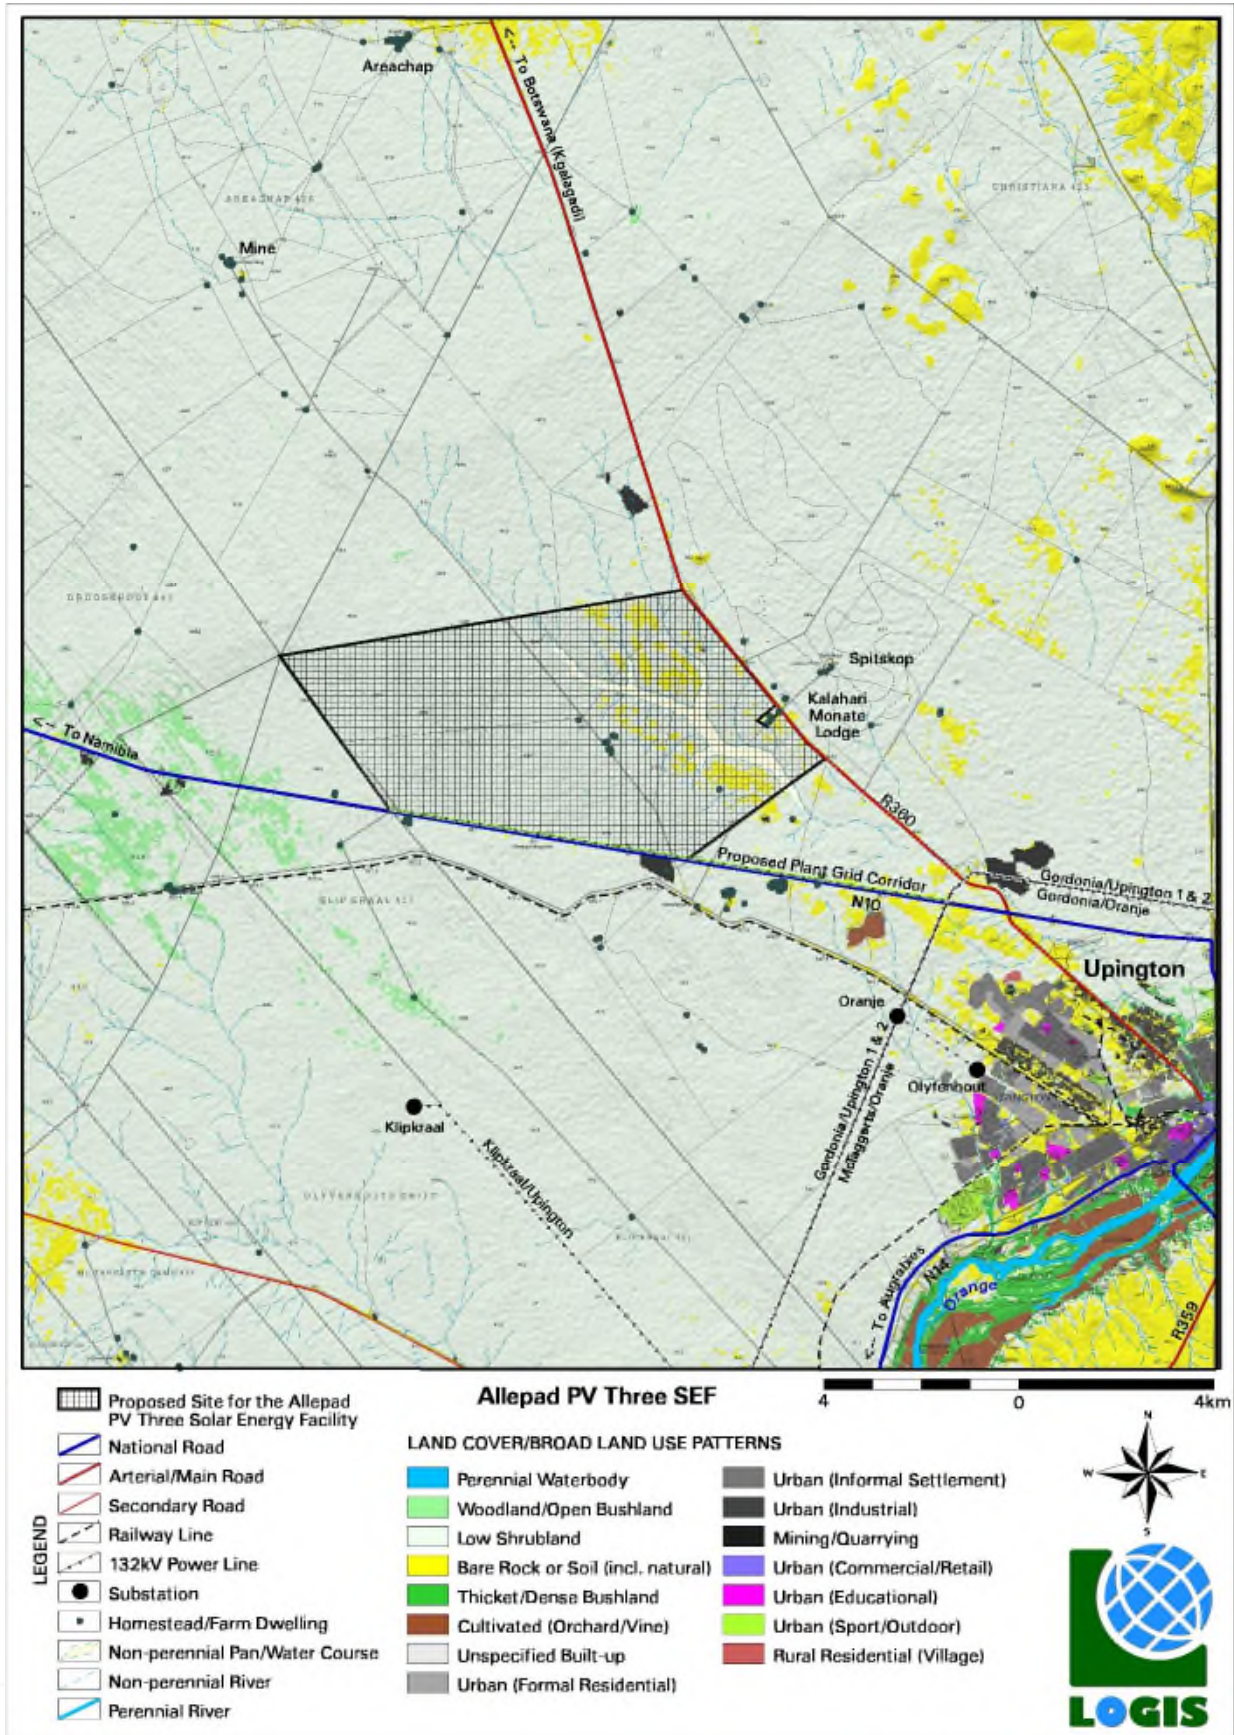 Areachap
<-- To Botswana (Kgalagadi)
AREACHAP 426
CHRISTIANA 423
Mine
Spitskop
Kalahari
Monate
Lodge
<-- To Namibia
R360
Proposed Plant Grid Corridor
N10
Gordonia/Upington 1 & 2
Gordonia/Oranje
Upington
Oranje
Olyfenhout
Klipkraal
Klipkraal/Upington
Gordonia/Upington 1 & 2
Mctaggerts/Oranje
<-- To Augrabies
N14
Orange
R359
Allepad PV Three SEF
4 0 4km
LEGEND
Proposed Site for the Allepad
PV Three Solar Energy Facility
National Road
Arterial/Main Road
Secondary Road
Railway Line
132kV Power Line
Substation
Homestead/Farm Dwelling
Non-perennial Pan/Water Course
Non-perennial River
Perennial River
LAND COVER/BROAD LAND USE PATTERNS
Perennial Waterbody
Woodland/Open Bushland
Low Shrubland
Bare Rock or Soil (incl. natural)
Thicket/Dense Bushland
Cultivated (Orchard/Vine)
Unspecified Built-up
Urban (Formal Residential)
Urban (Informal Settlement)
Urban (Industrial)
Mining/Quarrying
Urban (Commercial/Retail)
Urban (Educational)
Urban (Sport/Outdoor)
Rural Residential (Village)
N
W E
S
LOGIS